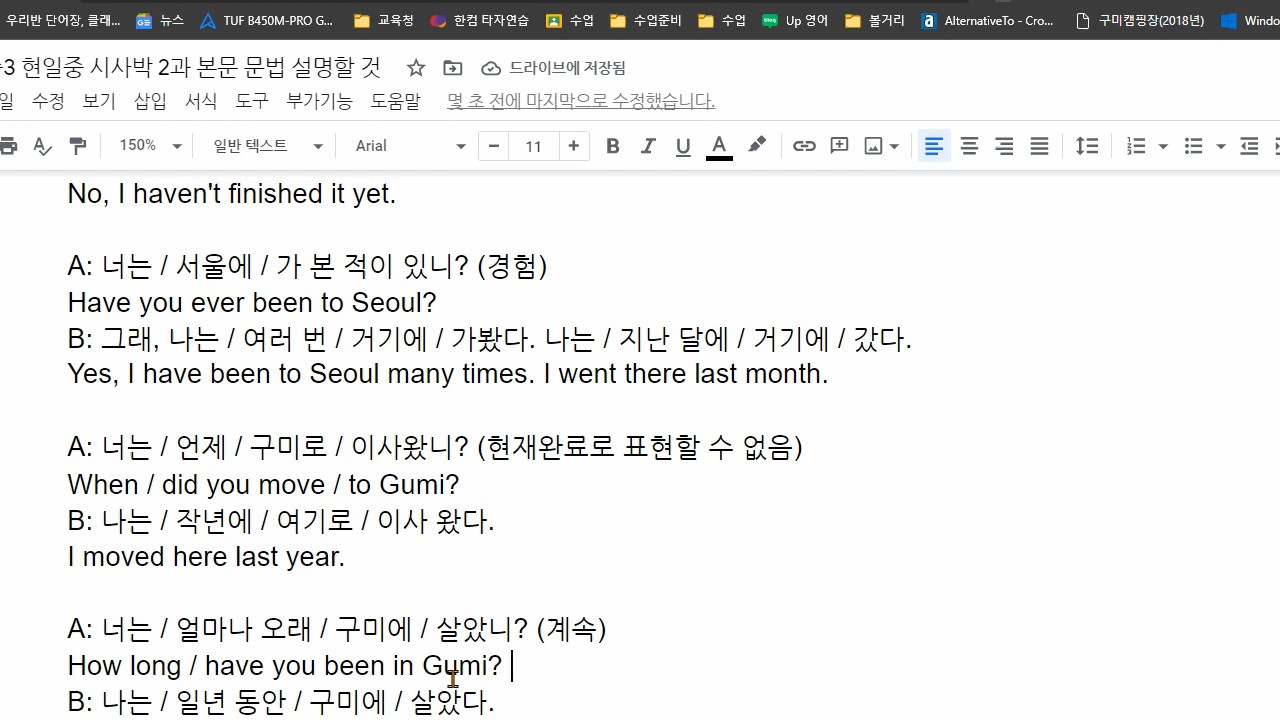 우리반 단어장, 클래... 뉴스 TUF B450M-PRO G... 교육청 한컴 타자연습 수업 수업준비 수업 Up 영어 볼거리 AlternativeTo - Cro... 구미캠핑장(2018년) Windo
3 현일중 시사박 2과 본문 문법 설명할 것 드라이브에 저장됨
일 수정 보기 삽입 서식 도구 부가기능 도움말 몇 초 전에 마지막으로 수정했습니다.
150% 일반 텍스트 Arial − 11 + B I U A
No, I haven't finished it yet.
A: 너는 / 서울에 / 가 본 적이 있니? (경험)
Have you ever been to Seoul?
B: 그래, 나는 / 여러 번 / 거기에 / 가봤다. 나는 / 지난 달에 / 거기에 / 갔다.
Yes, I have been to Seoul many times. I went there last month.
A: 너는 / 언제 / 구미로 / 이사왔니? (현재완료로 표현할 수 없음)
When / did you move / to Gumi?
B: 나는 / 작년에 / 여기로 / 이사 왔다.
I moved here last year.
A: 너는 / 얼마나 오래 / 구미에 / 살았니? (계속)
How long / have you been in Gumi?
B: 나는 / 일년 동안 / 구미에 / 살았다.